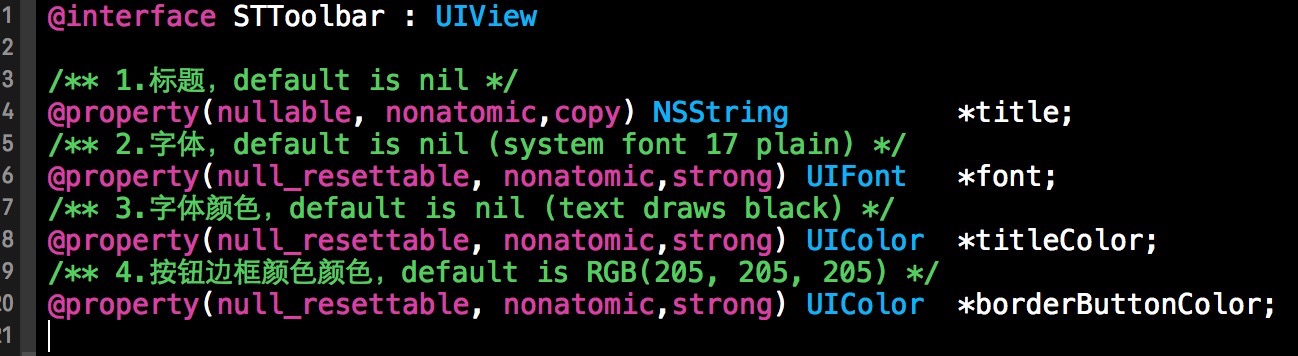 1 @interface STToolbar : UIView
2
3 /** 1.标题，default is nil */
4 @property(nullable, nonatomic,copy) NSString          *title;
5 /** 2.字体，default is nil (system font 17 plain) */
6 @property(null_resettable, nonatomic,strong) UIFont   *font;
7 /** 3.字体颜色，default is nil (text draws black) */
8 @property(null_resettable, nonatomic,strong) UIColor  *titleColor;
9 /** 4.按钮边框颜色颜色，default is RGB(205, 205, 205) */
20 @property(null_resettable, nonatomic,strong) UIColor  *borderButtonColor;
21